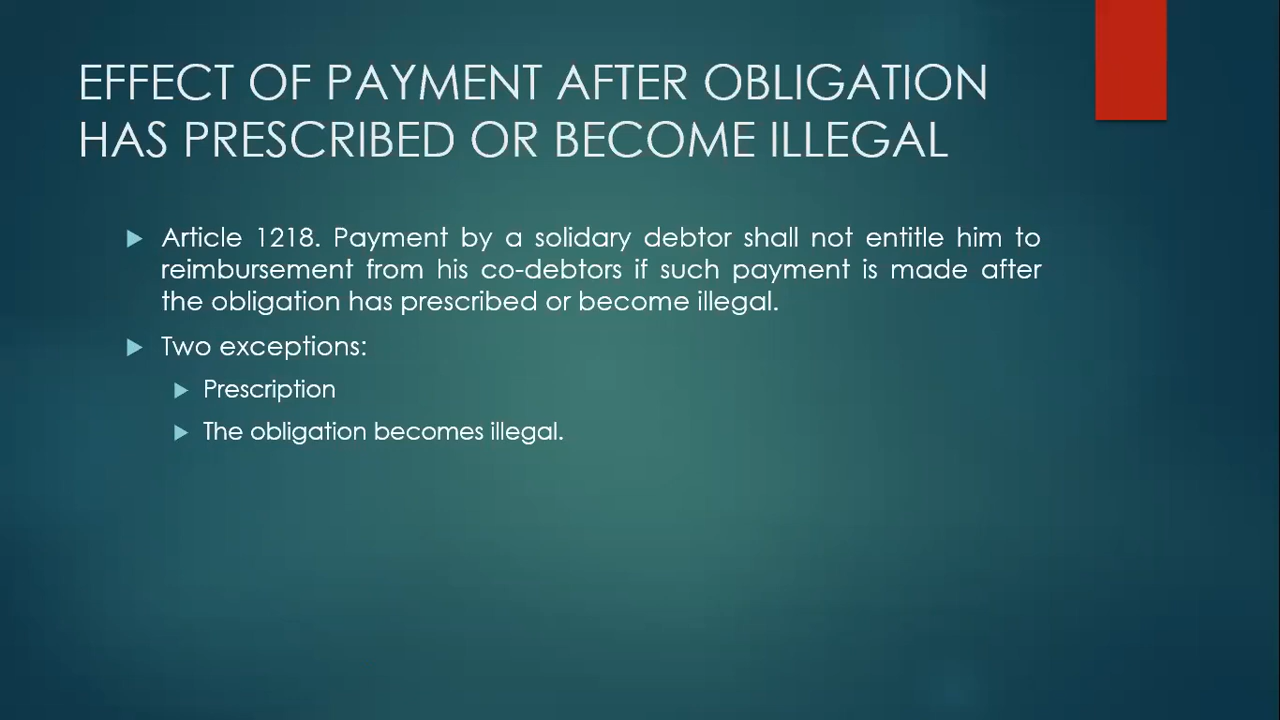 EFFECT OF PAYMENT AFTER OBLIGATION
HAS PRESCRIBED OR BECOME ILLEGAL
Article 1218. Payment by a solidary debtor shall not entitle him to
reimbursement from his co-debtors if such payment is made after
the obligation has prescribed or become illegal.
Two exceptions:
Prescription
The obligation becomes illegal.